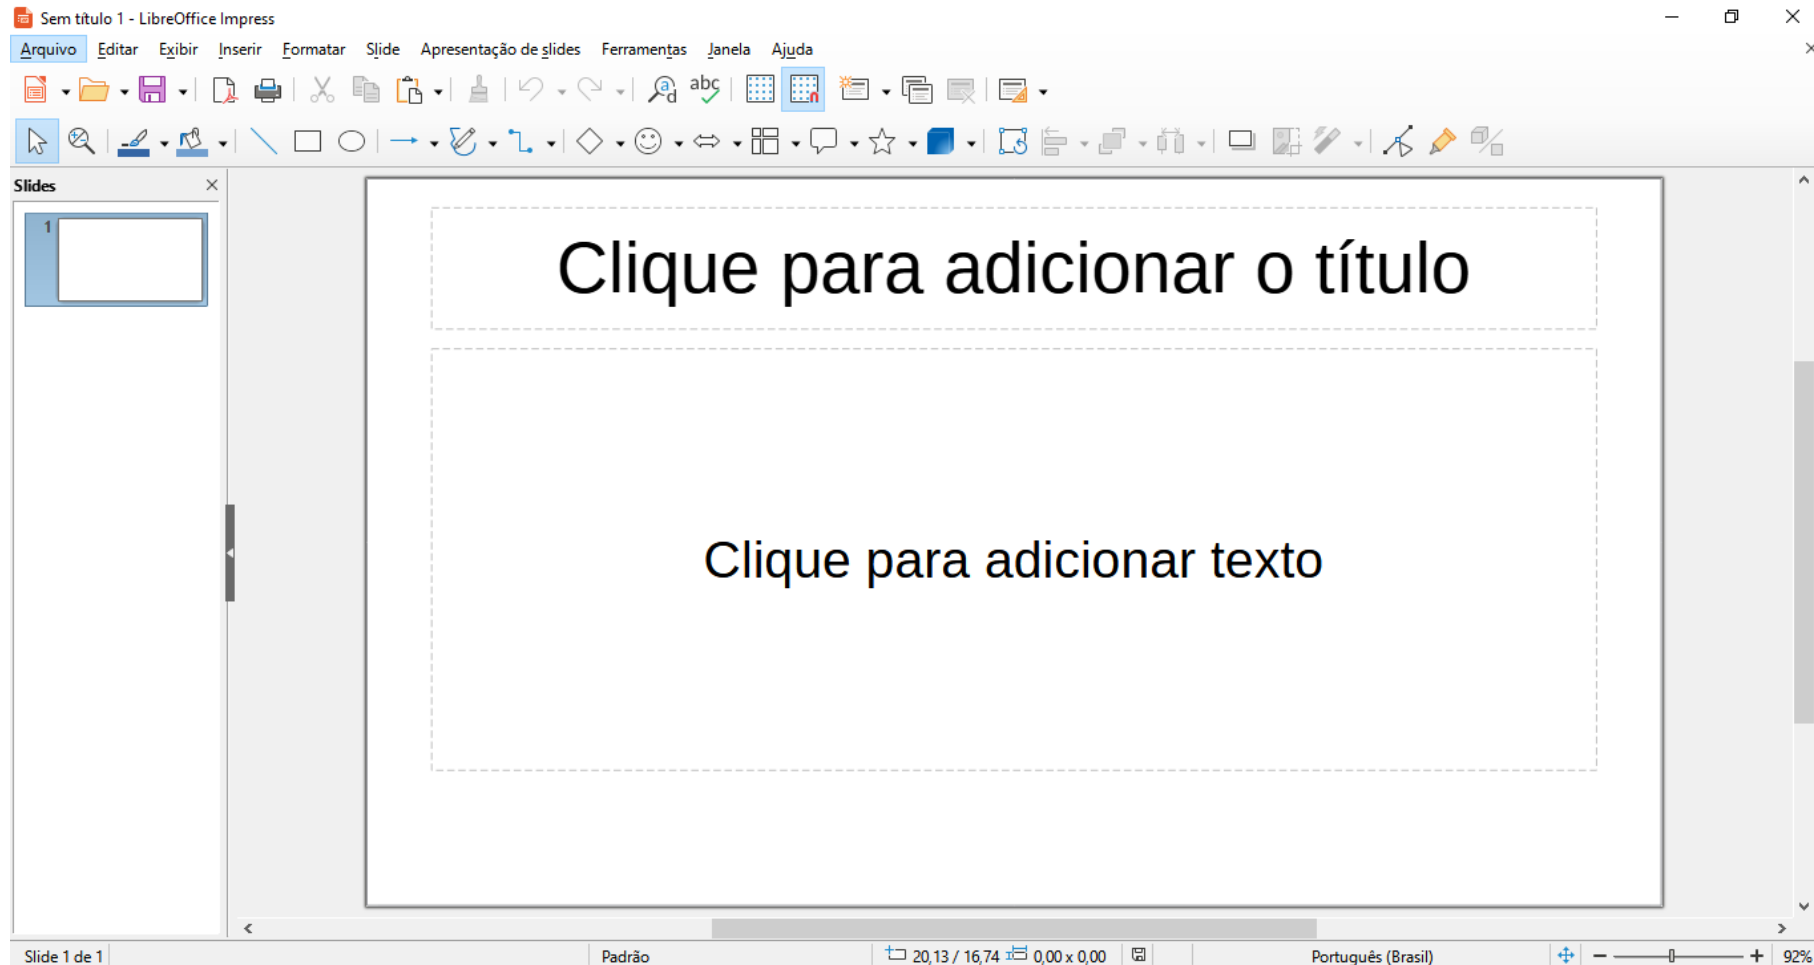 Sem título 1 - LibreOffice Impress
Arquivo Editar Exibir Inserir Formatar Slide Apresentação de slides Ferramentas Janela Ajuda
abc
Slides
1
Clique para adicionar o título
Clique para adicionar texto
Slide 1 de 1 Padrão 20,13 / 16,74 0,00 x 0,00 Português (Brasil) 92%